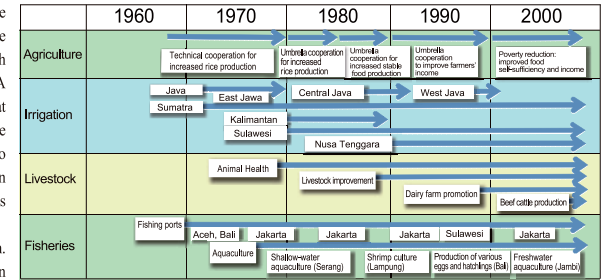 1960 1970 1980 1990 2000
Agriculture
Technical cooperation for
increased rice production
Umbrella cooperation
for increased
rice production
Umbrella
cooperation for
increased stable
food production
Umbrella
cooperation
to improve farmers'
income
Poverty reduction:
improved food
self-sufficiency and income
Irrigation
Java
East Jawa
Central Java
West Java
Sumatra
Kalimantan
Sulawesi
Nusa Tenggara
Livestock
Animal Health
Livestock improvement
Dairy farm promotion
Beef cattle production
Fisheries
Fishing ports
Aceh, Bali
Jakarta
Jakarta
Jakarta
Sulawesi
Jakarta
Aquaculture
Shallow-water
aquaculture (Serang)
Shrimp culture
(Lampung)
Production of various
eggs and hatchlings (Bali)
Freshwater
aquaculture (Jambi)